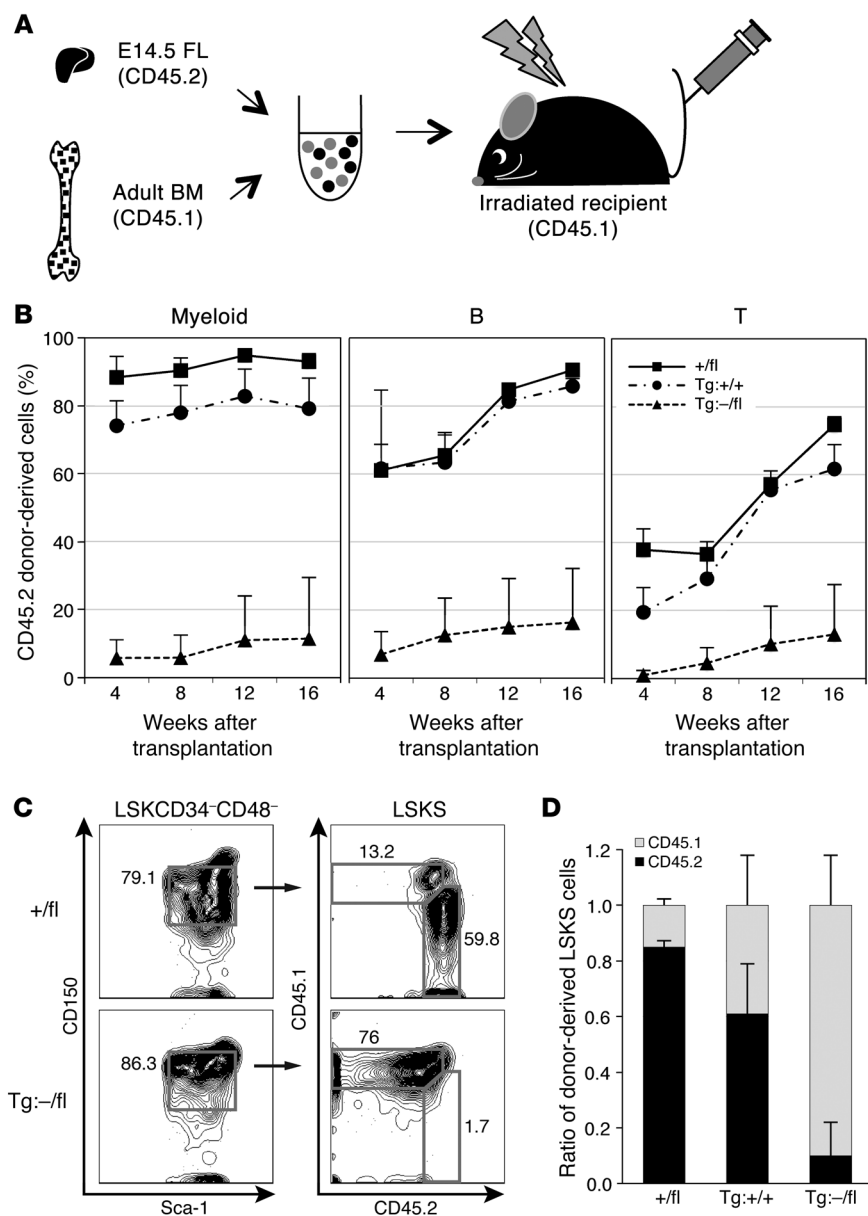 A
E14.5 FL
(CD45.2)
Adult BM
(CD45.1)
Irradiated recipient
(CD45.1)
B
Myeloid
B
T
CD45.2 donor-derived cells (%)
100
80
60
40
20
0
+/fl
Tg:+/+
Tg:–/fl
4 8 12 16
4 8 12 16
4 8 12 16
Weeks after
transplantation
Weeks after
transplantation
Weeks after
transplantation
C
LSKCD34–CD48–
LSKS
+/fl
79.1
13.2
59.8
CD150
CD45.1
Tg:–/fl
86.3
76
1.7
Sca-1
CD45.2
D
CD45.1
CD45.2
Ratio of donor-derived LSKS cells
1.2
1.0
0.8
0.6
0.4
0.2
0.0
+/fl Tg:+/+ Tg:–/fl